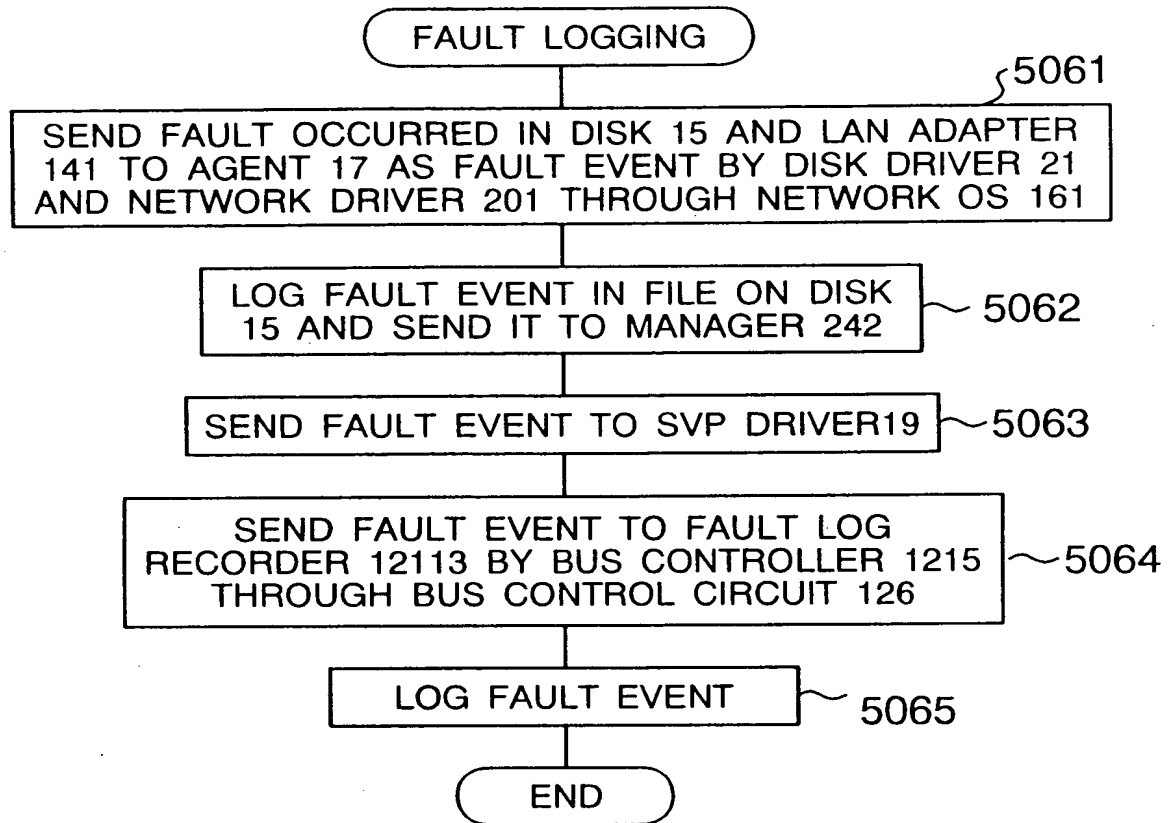 FAULT LOGGING
5061
SEND FAULT OCCURRED IN DISK 15 AND LAN ADAPTER
141 TO AGENT 17 AS FAULT EVENT BY DISK DRIVER 21
AND NETWORK DRIVER 201 THROUGH NETWORK OS 161
LOG FAULT EVENT IN FILE ON DISK
15 AND SEND IT TO MANAGER 242
5062
SEND FAULT EVENT TO SVP DRIVER19
5063
SEND FAULT EVENT TO FAULT LOG
RECORDER 12113 BY BUS CONTROLLER 1215
THROUGH BUS CONTROL CIRCUIT 126
5064
LOG FAULT EVENT
5065
END